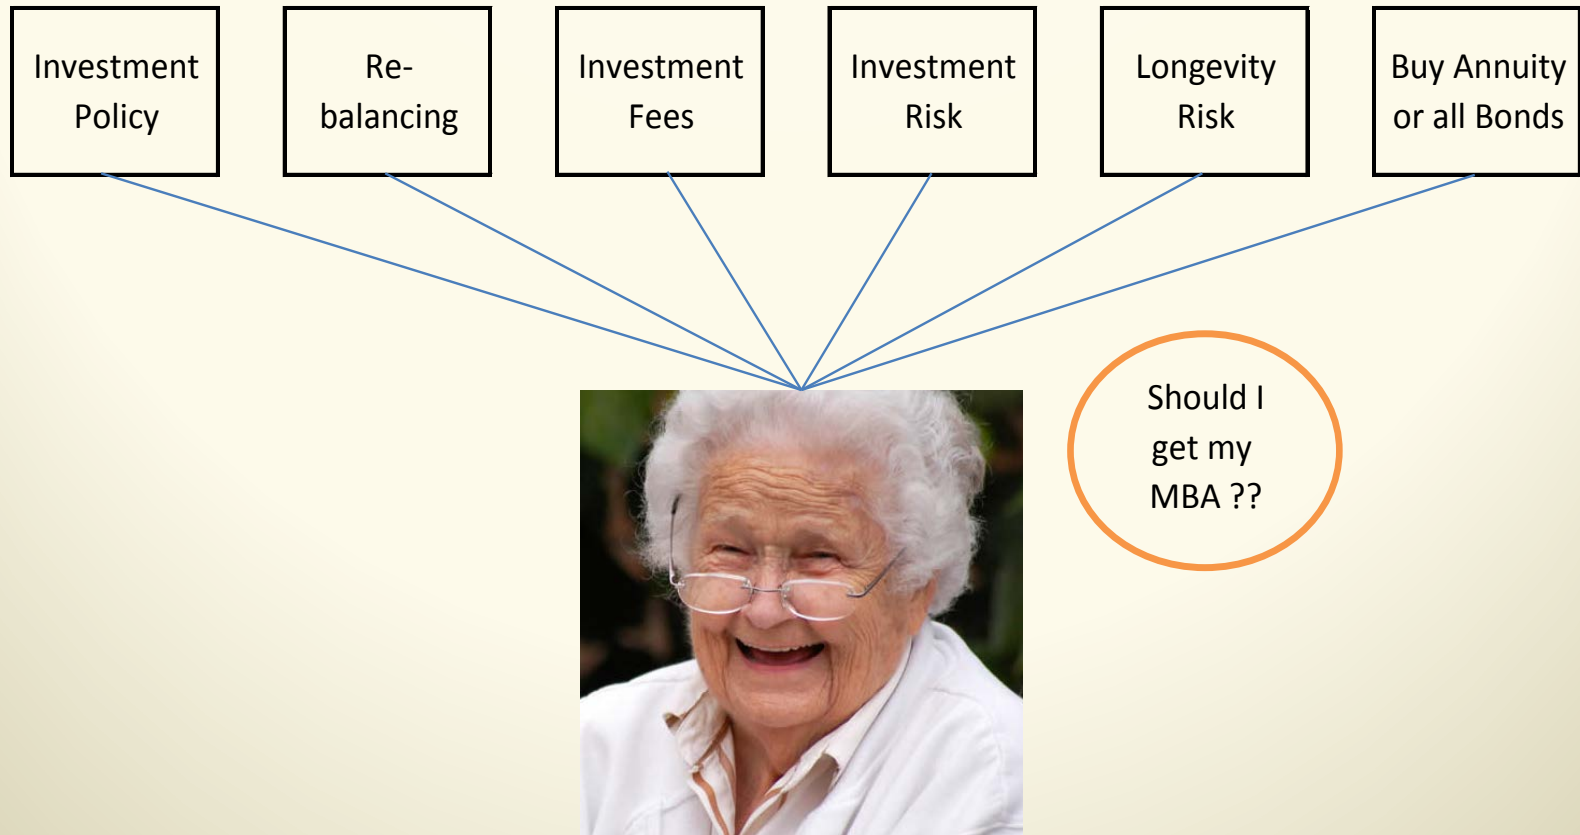 Investment
Policy
Re-
balancing
Investment
Fees
Investment
Risk
Longevity
Risk
Buy Annuity
or all Bonds
Should I
get my
MBA ??